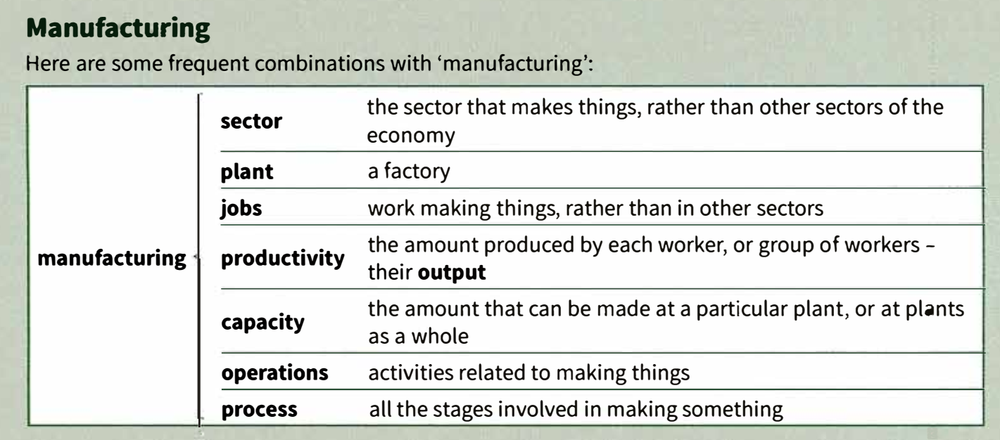 Manufacturing
Here are some frequent combinations with ‘manufacturing’:
manufacturing
sector
the sector that makes things, rather than other sectors of the
economy
plant
a factory
jobs
work making things, rather than in other sectors
productivity
the amount produced by each worker, or group of workers –
their output
capacity
the amount that can be made at a particular plant, or at plants
as a whole
operations
activities related to making things
process
all the stages involved in making something